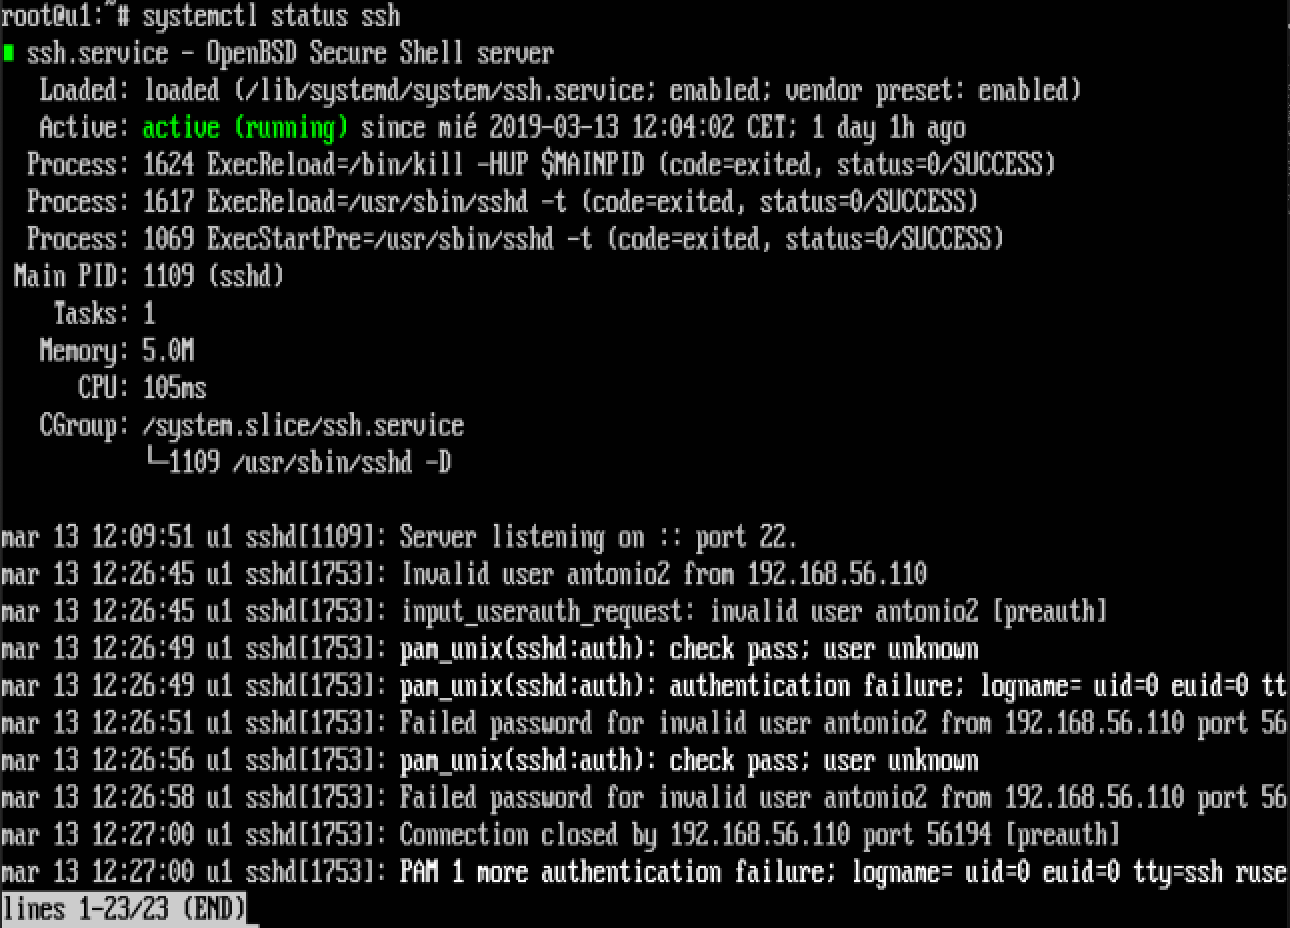 root@u1:~# systemctl status ssh
ssh.service - OpenBSD Secure Shell server
Loaded: loaded (/lib/systemd/system/ssh.service; enabled; vendor preset: enabled)
Active: active (running) since mié 2019-03-13 12:04:02 CET; 1 day 1h ago
Process: 1624 ExecReload=/bin/kill -HUP $MAINPID (code=exited, status=0/SUCCESS)
Process: 1617 ExecReload=/usr/sbin/sshd -t (code=exited, status=0/SUCCESS)
Process: 1069 ExecStartPre=/usr/sbin/sshd -t (code=exited, status=0/SUCCESS)
Main PID: 1109 (sshd)
Tasks: 1
Memory: 5.0M
CPU: 105ms
CGroup: /system.slice/ssh.service
└─1109 /usr/sbin/sshd -D
mar 13 12:09:51 u1 sshd[1109]: Server listening on :: port 22.
mar 13 12:26:45 u1 sshd[1753]: Invalid user antonio2 from 192.168.56.110
mar 13 12:26:45 u1 sshd[1753]: input_userauth_request: invalid user antonio2 [preauth]
mar 13 12:26:49 u1 sshd[1753]: pam_unix(sshd:auth): check pass; user unknown
mar 13 12:26:49 u1 sshd[1753]: pam_unix(sshd:auth): authentication failure; logname= uid=0 euid=0 tt
mar 13 12:26:51 u1 sshd[1753]: Failed password for invalid user antonio2 from 192.168.56.110 port 56
mar 13 12:26:56 u1 sshd[1753]: pam_unix(sshd:auth): check pass; user unknown
mar 13 12:26:58 u1 sshd[1753]: Failed password for invalid user antonio2 from 192.168.56.110 port 56
mar 13 12:27:00 u1 sshd[1753]: Connection closed by 192.168.56.110 port 56194 [preauth]
mar 13 12:27:00 u1 sshd[1753]: PAM 1 more authentication failure; logname= uid=0 euid=0 tty=ssh ruse
lines 1-23/23 (END)